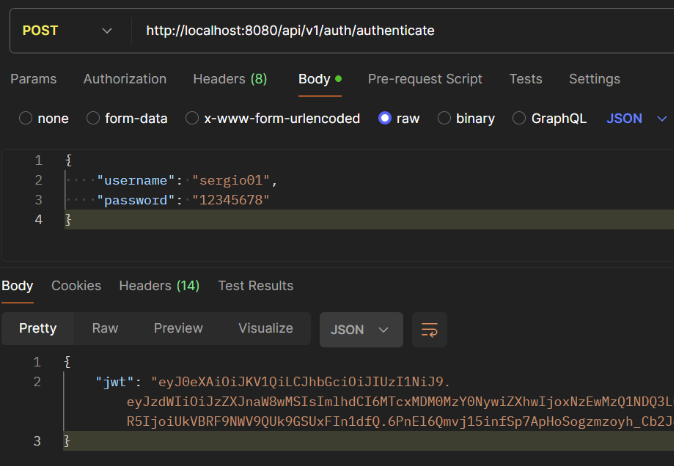 POST http://localhost:8080/api/v1/auth/authenticate
Params Authorization Headers (8) Body Pre-request Script Tests Settings
none form-data x-www-form-urlencoded raw binary GraphQL JSON
1 {
2 "username": "sergio01",
3 "password": "12345678"
4 }
Body Cookies Headers (14) Test Results
Pretty Raw Preview Visualize JSON
1 {
2 "jwt": "eyJ0eXAiOiJKV1QiLCJhbGciOiJIUzI1NiJ9.
eyJzdWIiOiJzZXJnaW8wMSIsImlhdCI6MTcxMDM0MzY0NywiZXhwIjoxNzEwMzQ1NDQ3L
R5IjoiUkVBRF9NWV9QUk9GSUxFIn1dfQ.6PnEl6Qmvj15infSp7ApHoSogzmzoyh_Cb2J
3 }